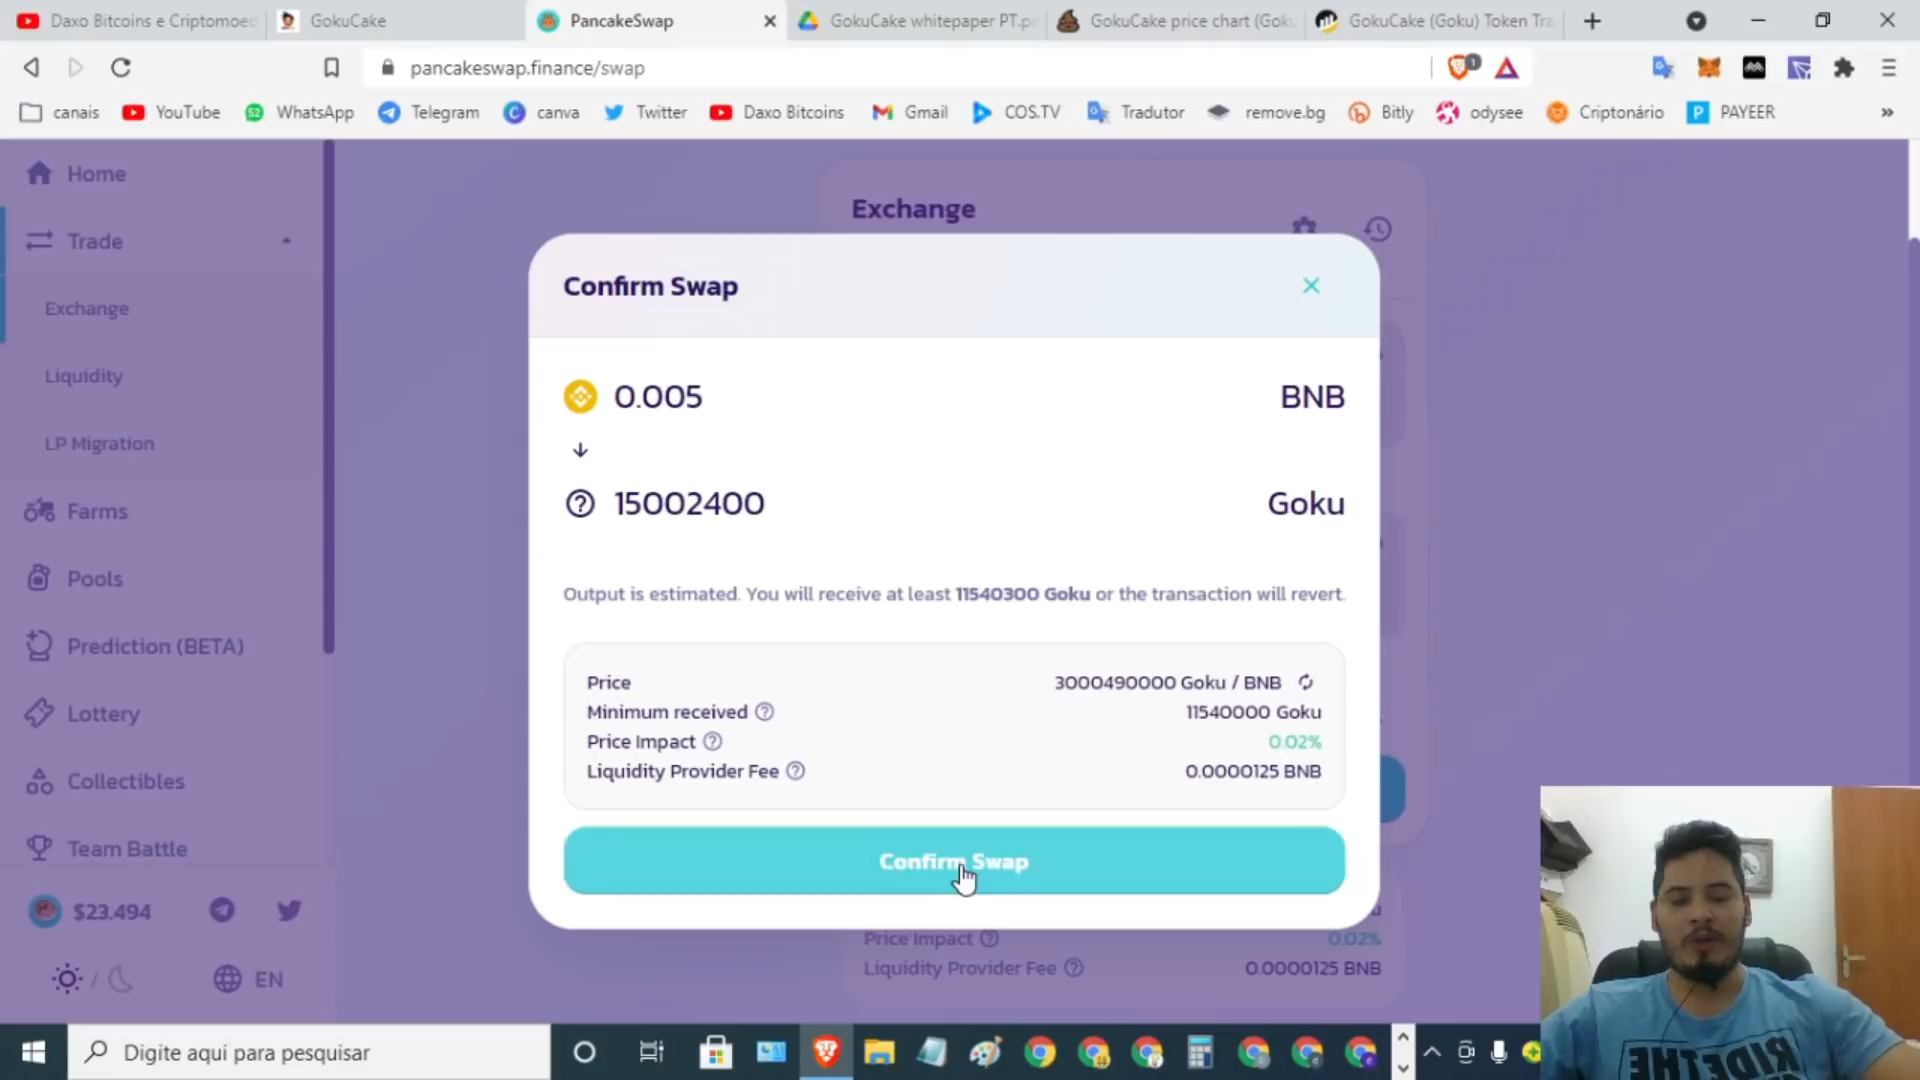 Daxo Bitcoins e Criptomoed
GokuCake
PancakeSwap
GokuCake whitepaper PT.p
GokuCake price chart (Goku
GokuCake (Goku) Token Tra
pancakeswap.finance/swap
1
canais
YouTube
WhatsApp
Telegram
canva
Twitter
Daxo Bitcoins
Gmail
COS.TV
Tradutor
remove.bg
Bitly
odysee
Criptonário
P PAYEER
»
Home
Trade
Exchange
Liquidity
LP Migration
Farms
Pools
Prediction (BETA)
Lottery
Collectibles
Team Battle
$23.494
/
EN
Exchange
Confirm Swap
0.005 BNB
15002400 Goku
Output is estimated. You will receive at least 11540300 Goku or the transaction will revert.
Price 3000490000 Goku / BNB
Minimum received 11540000 Goku
Price Impact 0.02%
Liquidity Provider Fee 0.0000125 BNB
Confirm Swap
Price Impact 0.02%
Liquidity Provider Fee 0.0000125 BNB
Digite aqui para pesquisar
RIDE THE